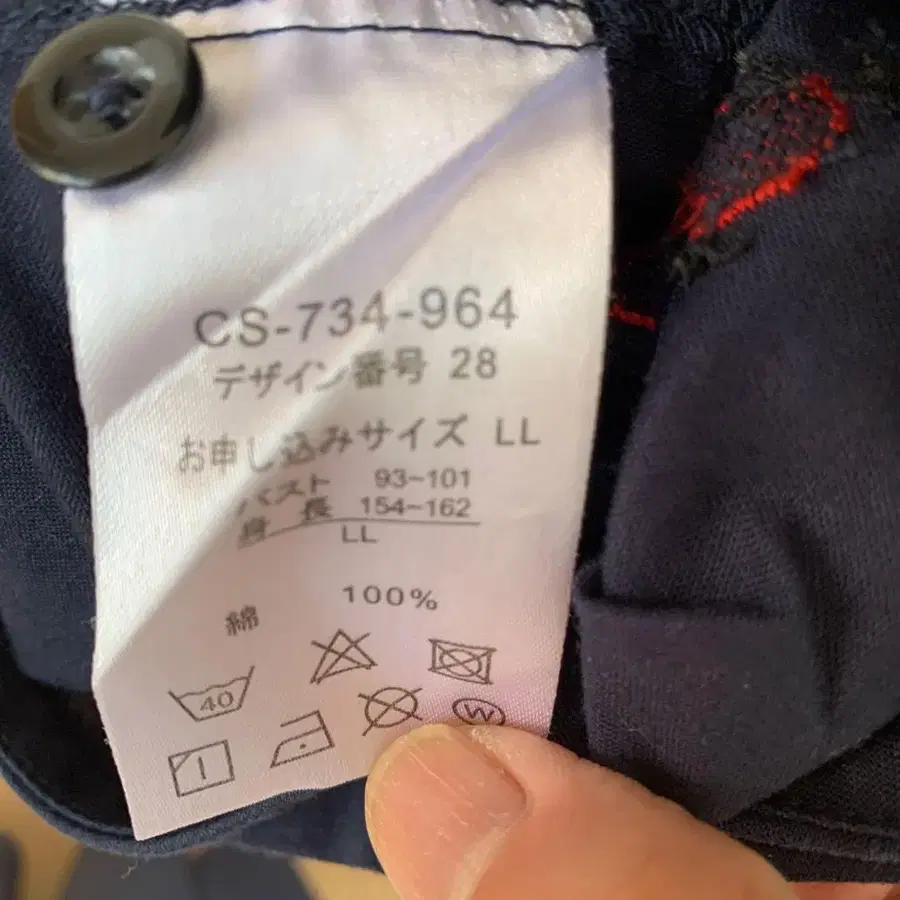 CS-734-964
デザイン番号 28
お申し込みサイズ LL
バスト 93~101
身長 154~162
LL
綿 100%
40
W